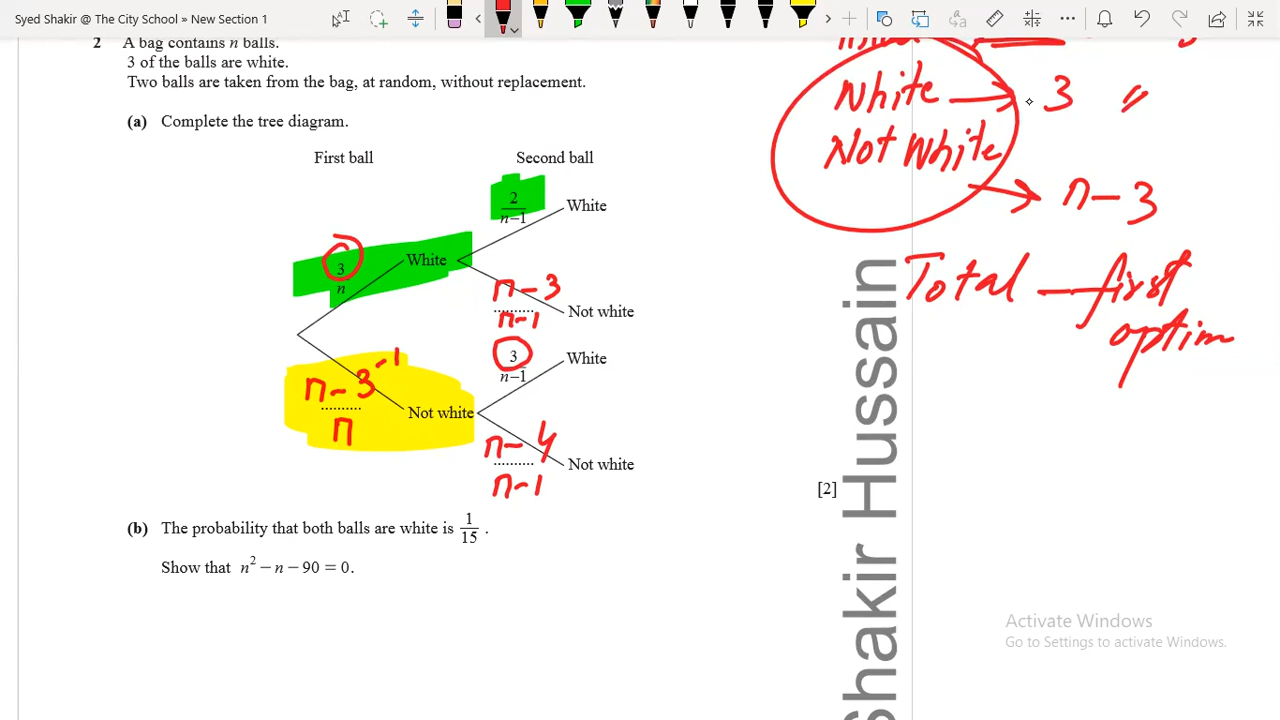 Syed Shakir @ The City School » New Section 1
2 A bag contains n balls.
3 of the balls are white.
Two balls are taken from the bag, at random, without replacement.
(a) Complete the tree diagram.
First ball Second ball
2
n–1
White
3
n
White
n-3
n-1
Not white
3
n–1
White
n-3 -1
n
Not white
n-4
n-1
Not white
[2]
(b) The probability that both balls are white is 1/15 .
Show that n² – n – 90 = 0.
White → 3 "
Not White
→ n-3
Total — first
option
Shakir Hussain
Activate Windows
Go to Settings to activate Windows.